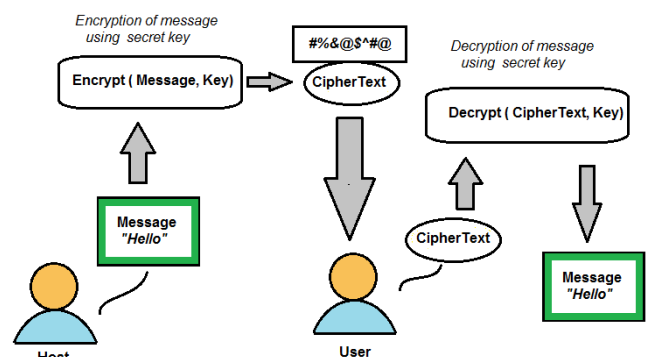 Encryption of message
using secret key
Encrypt ( Message, Key)
#%&@$^#@
CipherText
Decryption of message
using secret key
Decrypt ( CipherText, Key)
Message
"Hello"
CipherText
Message
"Hello"
Host
User